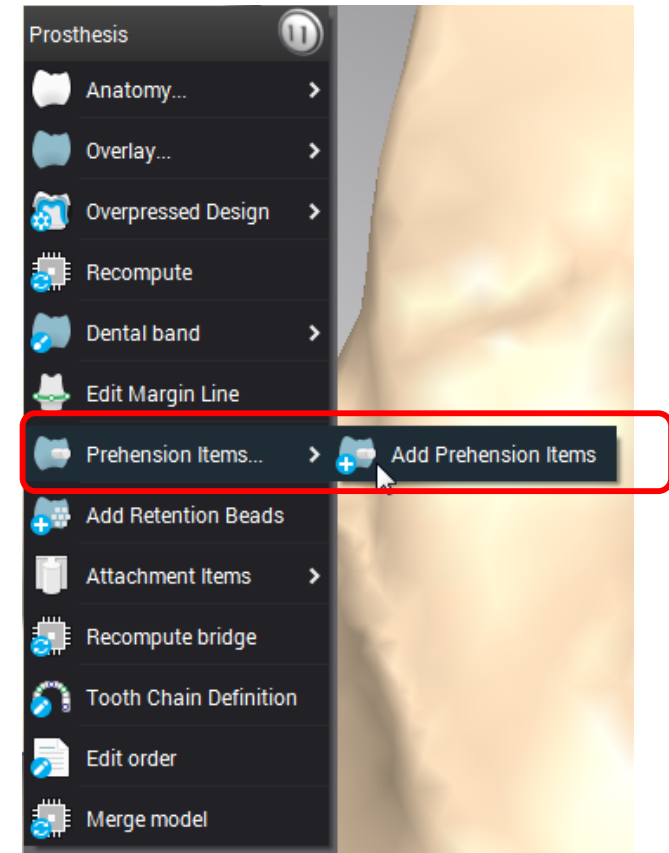 Prosthesis 11
Anatomy...
Overlay...
Overpressed Design
Recompute
Dental band
Edit Margin Line
Prehension Items... Add Prehension Items
Add Retention Beads
Attachment Items
Recompute bridge
Tooth Chain Definition
Edit order
Merge model